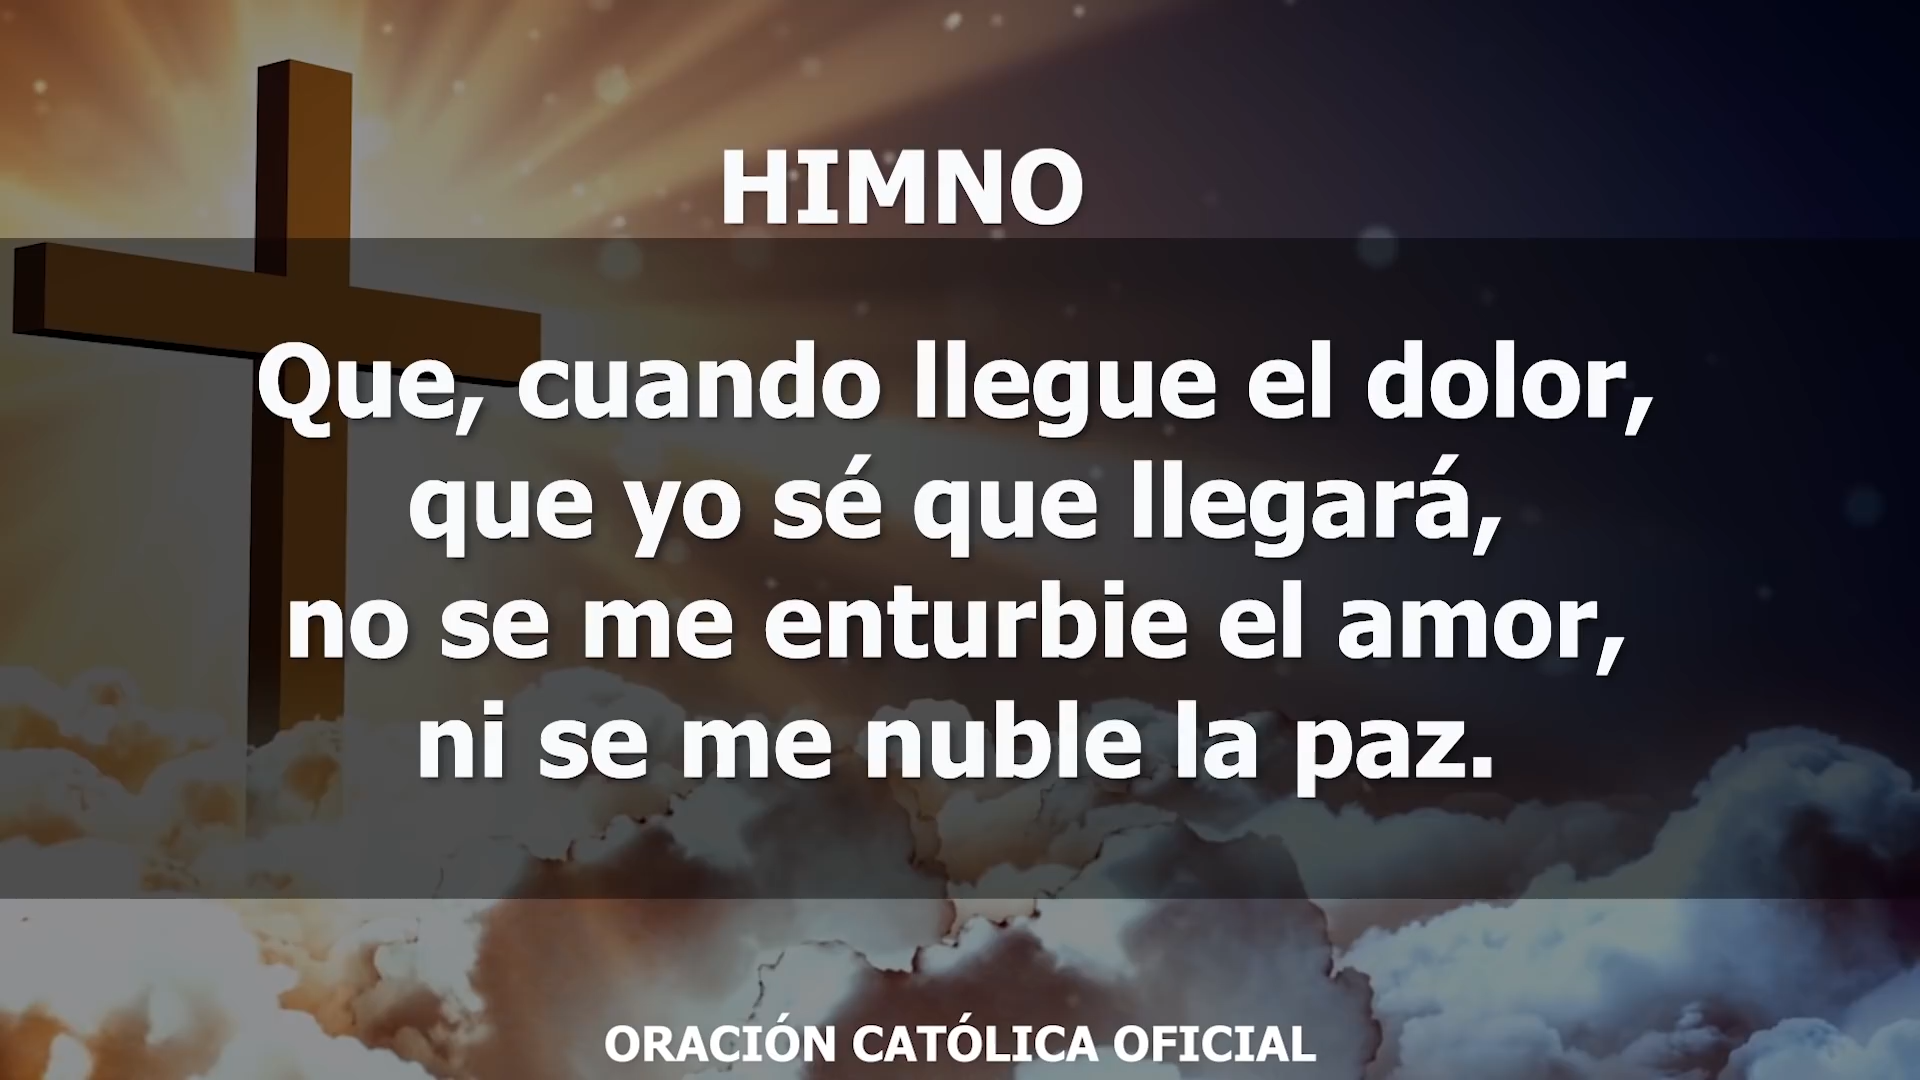 HIMNO
Que, cuando llegue el dolor,
que yo sé que llegará,
no se me enturbie el amor,
ni se me nuble la paz.
ORACIÓN CATÓLICA OFICIAL